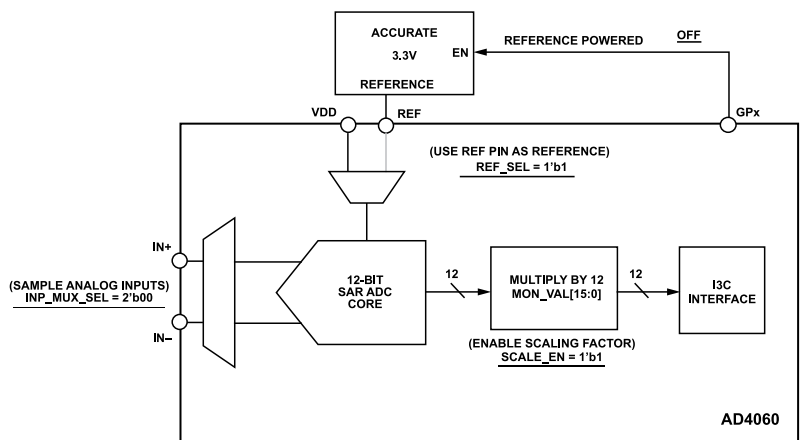 ACCURATE
3.3V
EN
REFERENCE
REFERENCE POWERED OFF
VDD
REF
GPx
(USE REF PIN AS REFERENCE)
REF_SEL = 1'b1
IN+
(SAMPLE ANALOG INPUTS)
INP_MUX_SEL = 2'b00
IN–
12-BIT
SAR ADC
CORE
12
MULTIPLY BY 12
MON_VAL[15:0]
12
I3C
INTERFACE
(ENABLE SCALING FACTOR)
SCALE_EN = 1'b1
AD4060